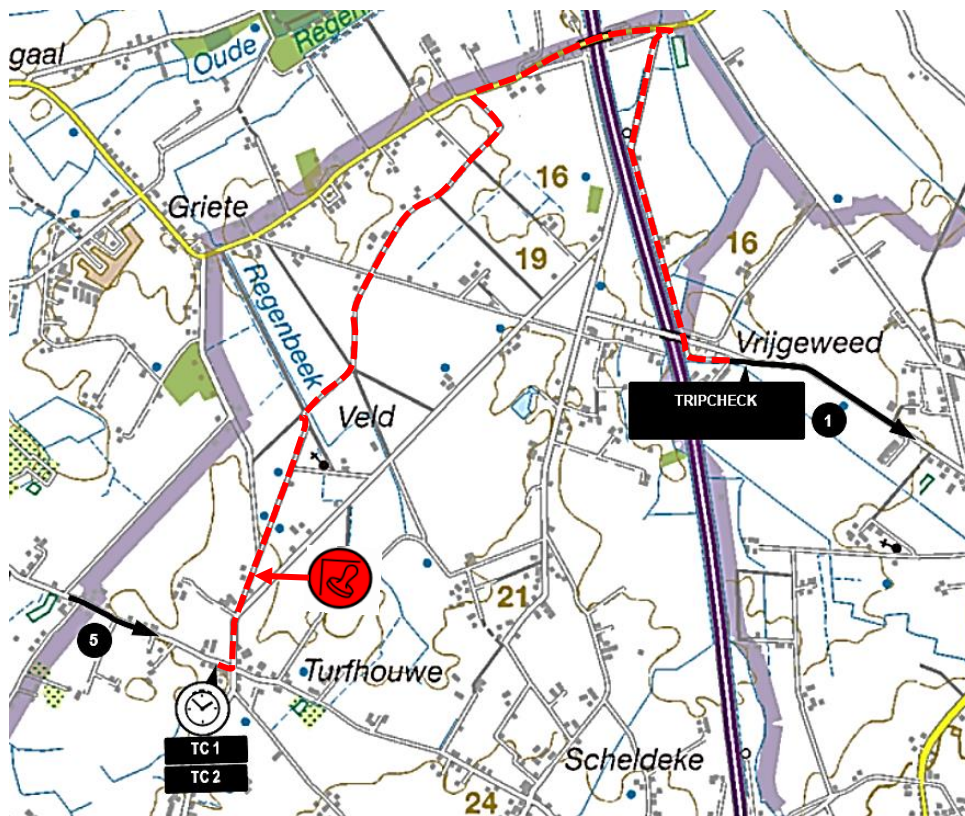 gaal
Oude
Regen
Griete
16
19
16
Regenbeek
Vrijgeweed
TRIPCHECK
1
Veld
21
5
Turfhouwe
TC 1
TC 2
Scheldeke
24